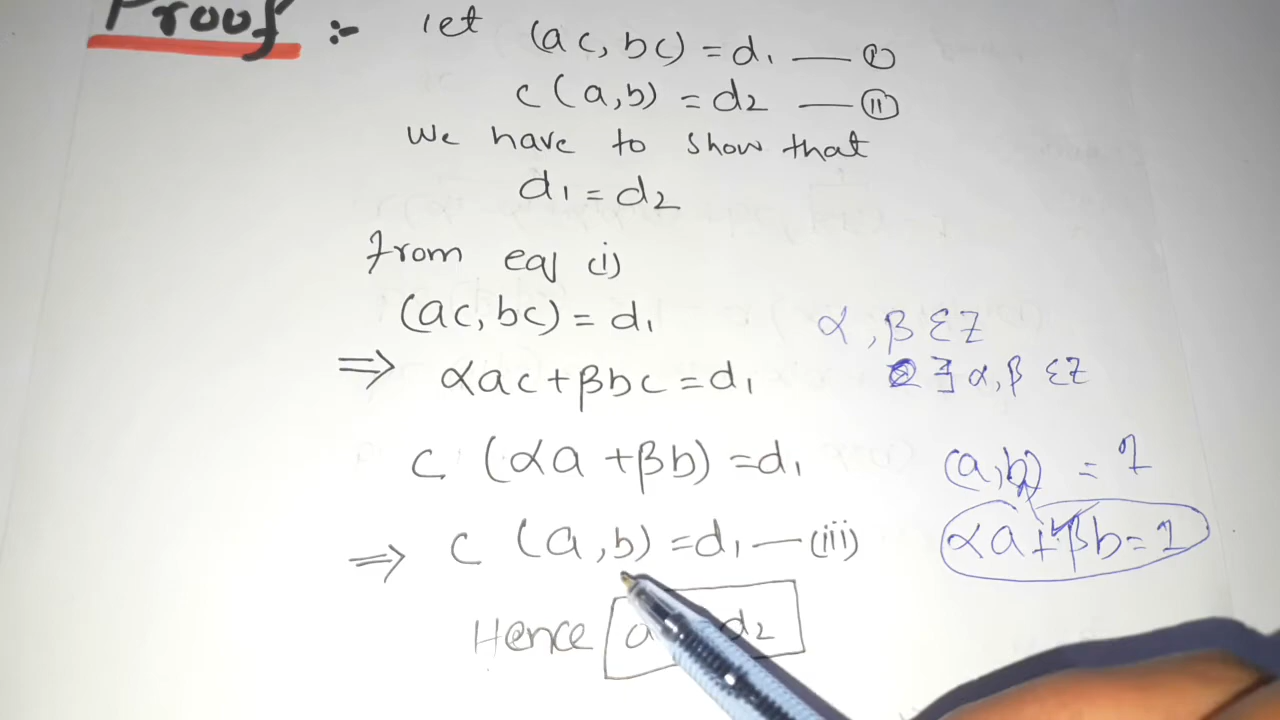 Proof :- let (ac, bc) = d₁ — (i)
c (a,b) = d₂ — (ii)
We have to show that
d₁ = d₂
From eq (i)
(ac, bc) = d₁
α , β ∈ Z
⇒ αac + βbc = d₁
∃ α, β ∈ Z
c (αa + βb) = d₁
(a,b) = 1
⇒ c (a,b) = d₁ — (iii)
αa + βb = 1
Hence d₂